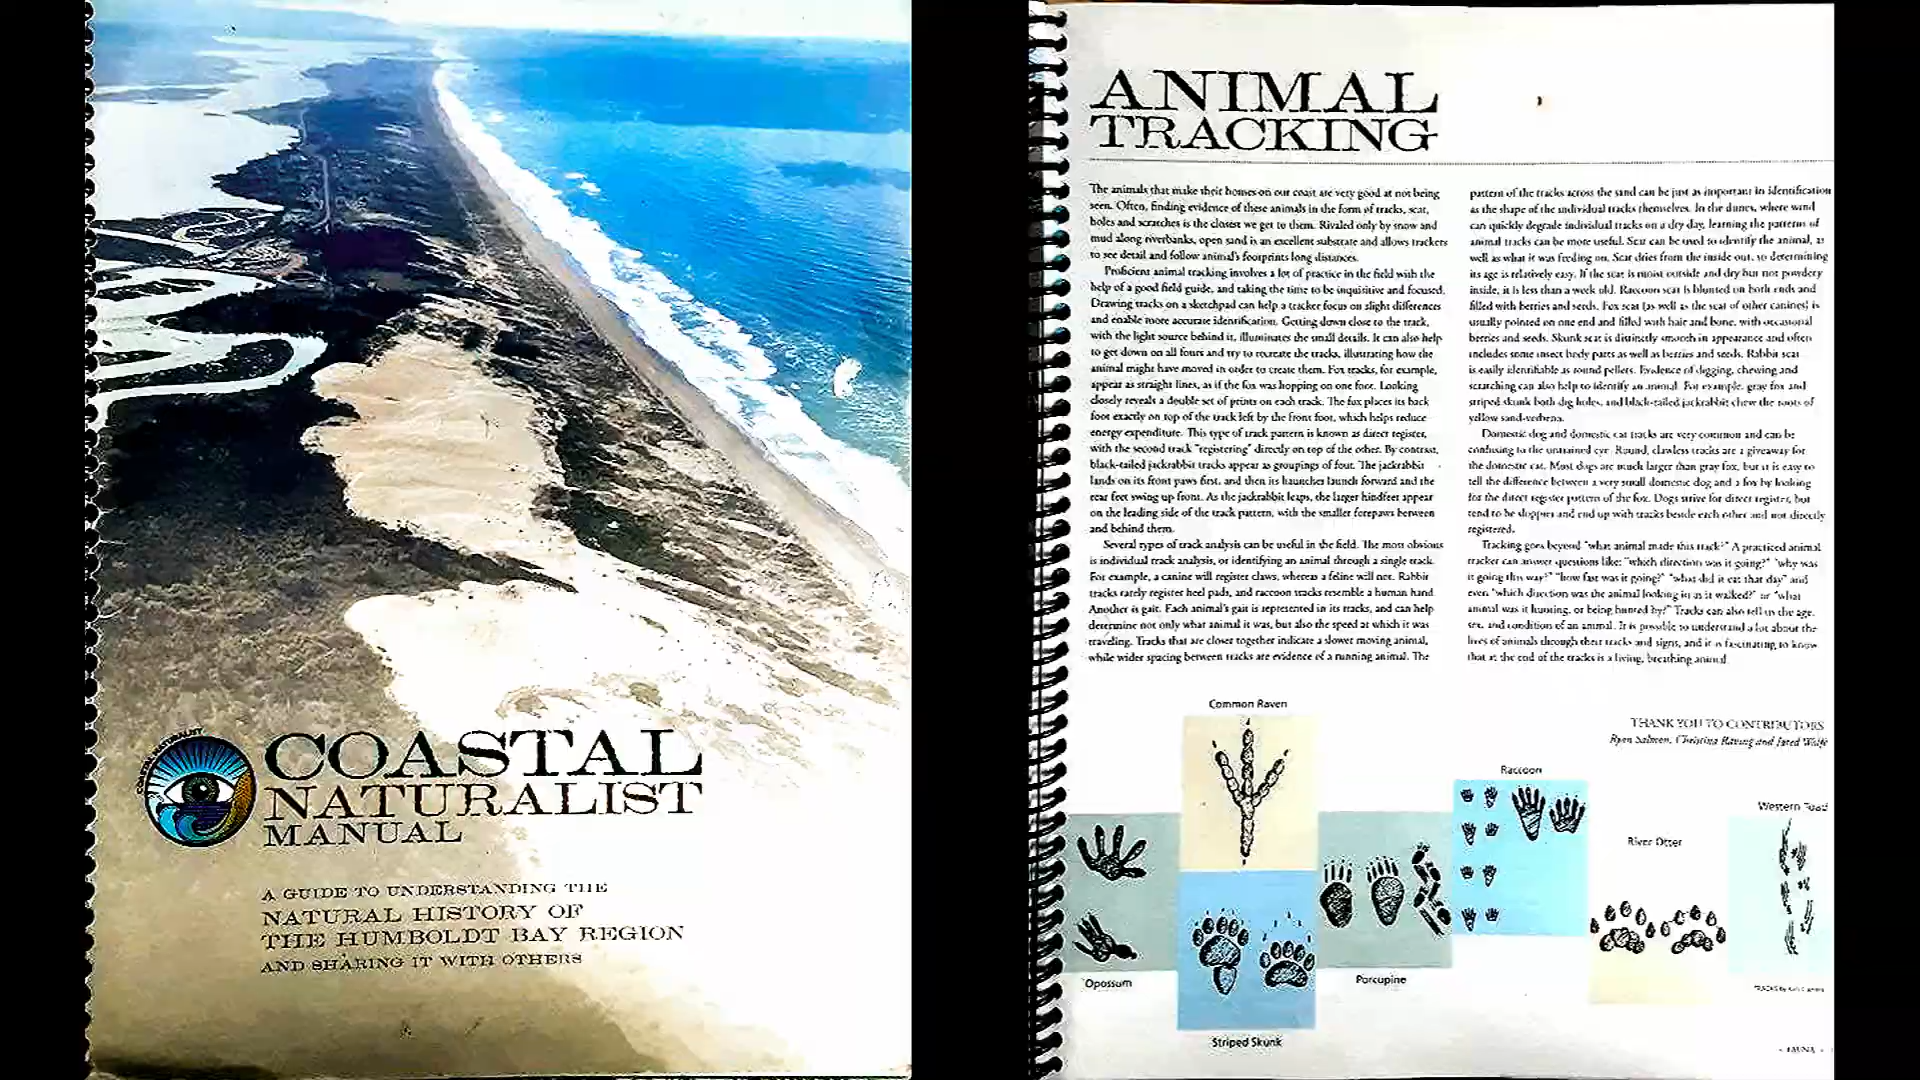 COASTAL NATURALIST
COASTAL
NATURALIST
MANUAL
A GUIDE TO UNDERSTANDING THE
NATURAL HISTORY OF
THE HUMBOLDT BAY REGION
AND SHARING IT WITH OTHERS
ANIMAL
TRACKING
The animals that make their homes on our coast are very good at not being
seen. Often, finding evidence of these animals in the form of tracks, scat,
holes and scratches is the closest we get to them. Rivaled only by snow and
mud along riverbanks, open sand is an excellent substrate and allows trackers
to see detail and follow animal's footprints long distances.
Proficient animal tracking involves a lot of practice in the field with the
help of a good field guide, and taking the time to be inquisitive and focused.
Drawing tracks on a sketchpad can help a tracker focus on slight differences
and enable more accurate identification. Getting down close to the track,
with the light source behind it, illuminates the small details. It can also help
to get down on all fours and try to recreate the tracks, illustrating how the
animal might have moved in order to create them. Fox tracks, for example,
appear as straight lines, as if the fox was hopping on one foot. Looking
closely reveals a double set of prints on each track. The fox places its back
foot exactly on top of the track left by the front foot, which helps reduce
energy expenditure. This type of track pattern is known as direct register,
with the second track "registering" directly on top of the other. By contrast,
black-tailed jackrabbit tracks appear as groupings of four. The jackrabbit
lands on its front paws first, and then its haunches launch forward and the
rear feet swing up front. As the jackrabbit leaps, the larger hindfeet appear
on the leading side of the track pattern, with the smaller forepaws between
and behind them.
Several types of track analysis can be useful in the field. The most obvious
is individual track analysis, or identifying an animal through a single track.
For example, a canine will register claws, whereas a feline will not. Rabbit
tracks rarely register heel pads, and raccoon tracks resemble a human hand.
Another is gait. Each animal's gait is represented in its tracks, and can help
determine not only what animal it was, but also the speed at which it was
traveling. Tracks that are closer together indicate a slower moving animal,
while wider spacing between tracks are evidence of a running animal. The
pattern of the tracks across the sand can be just as important in identification
as the shape of the individual tracks themselves. In the dunes, where wind
can quickly degrade individual tracks on a dry day, learning the patterns of
animal tracks can be more useful. Scat can be used to identify the animal, as
well as what it was feeding on. Scat dries from the inside out, so determining
its age is relatively easy. If the scat is moist outside and dry but not powdery
inside, it is less than a week old. Raccoon scat is blunted on both ends and
filled with berries and seeds. Fox scat (as well as the scat of other canines) is
usually pointed on one end and filled with hair and bone, with occasional
berries and seeds. Skunk scat is distinctly smooth in appearance and often
includes some insect body parts as well as berries and seeds. Rabbit scat
is easily identifiable as round pellets. Evidence of digging, chewing and
scratching can also help to identify an animal. For example, gray fox and
striped skunk both dig holes, and black-tailed jackrabbit chew the roots of
yellow sand-verbena.
Domestic dog and domestic cat tracks are very common and can be
confusing to the untrained eye. Round, clawless tracks are a giveaway for
the domestic cat. Most dogs are much larger than gray fox, but it is easy to
tell the difference between a very small domestic dog and a fox by looking
for the direct register pattern of the fox. Dogs strive for direct register, but
tend to be sloppier and end up with tracks beside each other and not directly
registered.
Tracking goes beyond "what animal made this track?" A practiced animal
tracker can answer questions like: "which direction was it going?" "why was
it going this way?" "how fast was it going?" "what did it eat that day" and
even "which direction was the animal looking in as it walked?" or "what
animal was it hunting, or being hunted by?" Tracks can also tell us the age,
sex, and condition of an animal. It is possible to understand a lot about the
lives of animals through their tracks and signs, and it is fascinating to know
that at the end of the tracks is a living, breathing animal.
THANK YOU TO CONTRIBUTORS
Ryan Salmon, Christina and Jared Wolfe
Common Raven
Raccoon
Western Toad
River Otter
Opossum
Porcupine
Striped Skunk
TRACKS by
FAUNA